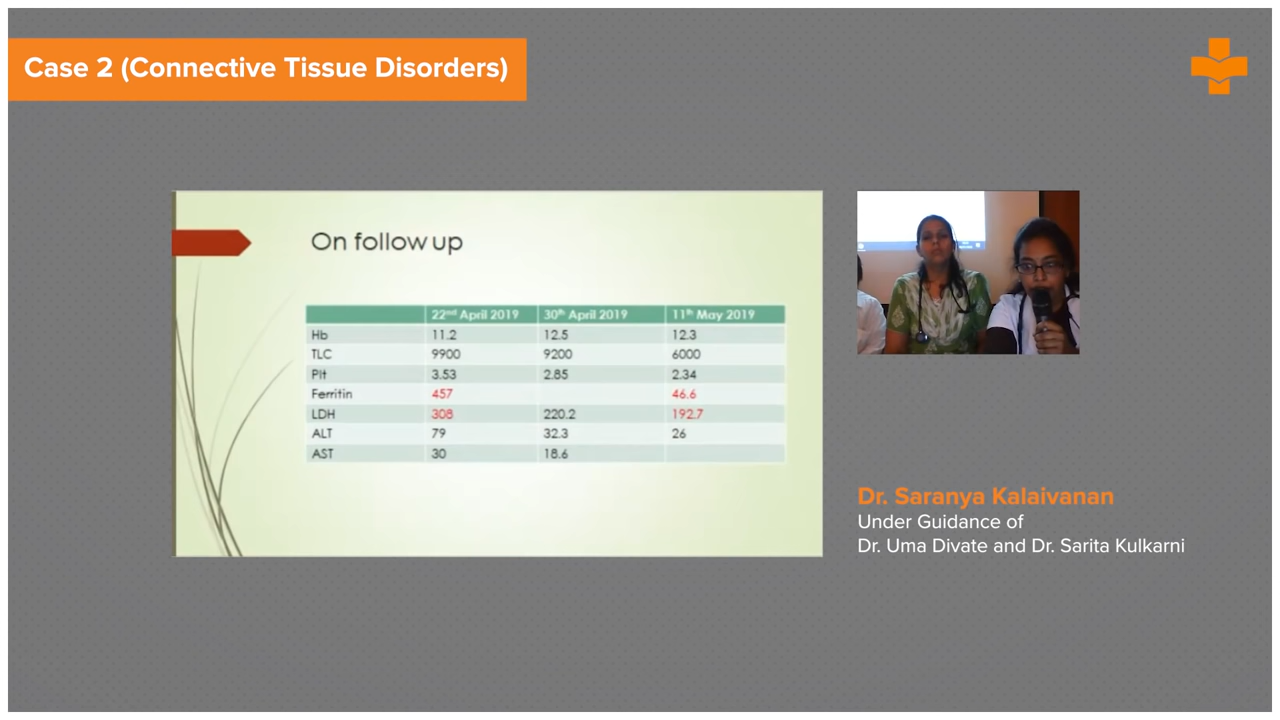 Case 2 (Connective Tissue Disorders)
On follow up
22nd April 2019 30th April 2019 11th May 2019
Hb 11.2 12.5 12.3
TLC 9900 9200 6000
Plt 3.53 2.85 2.34
Ferritin 457 46.6
LDH 308 220.2 192.7
ALT 79 32.3 26
AST 30 18.6
Dr. Saranya Kalaivanan
Under Guidance of
Dr. Uma Divate and Dr. Sarita Kulkarni